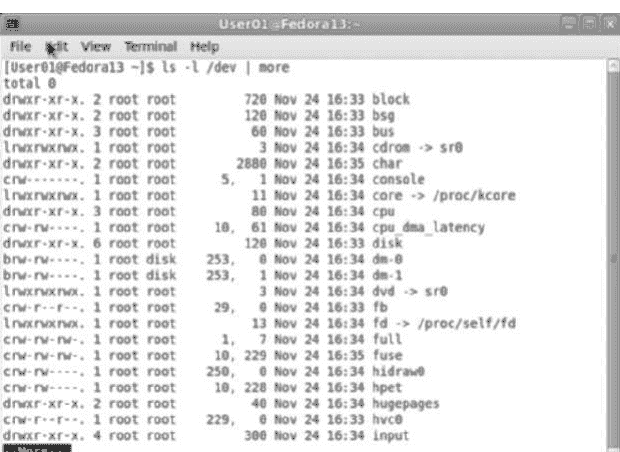 User01@Fedora13:~
File Edit View Terminal Help
[User01@Fedora13 ~]$ ls -l /dev | more
total 0
drwxr-xr-x. 2 root root 720 Nov 24 16:33 block
drwxr-xr-x. 2 root root 120 Nov 24 16:33 bsg
drwxr-xr-x. 3 root root 60 Nov 24 16:33 bus
lrwxrwxrwx. 1 root root 3 Nov 24 16:34 cdrom -> sr0
drwxr-xr-x. 2 root root 2880 Nov 24 16:35 char
crw-------. 1 root root 5, 1 Nov 24 16:34 console
lrwxrwxrwx. 1 root root 11 Nov 24 16:34 core -> /proc/kcore
drwxr-xr-x. 3 root root 80 Nov 24 16:34 cpu
crw-rw----. 1 root root 10, 61 Nov 24 16:34 cpu_dma_latency
drwxr-xr-x. 6 root root 120 Nov 24 16:33 disk
brw-rw----. 1 root disk 253, 0 Nov 24 16:34 dm-0
brw-rw----. 1 root disk 253, 1 Nov 24 16:34 dm-1
lrwxrwxrwx. 1 root root 3 Nov 24 16:34 dvd -> sr0
crw-r--r--. 1 root root 29, 0 Nov 24 16:33 fb
lrwxrwxrwx. 1 root root 13 Nov 24 16:34 fd -> /proc/self/fd
crw-rw-rw-. 1 root root 1, 7 Nov 24 16:34 full
crw-rw-rw-. 1 root root 10, 229 Nov 24 16:35 fuse
crw-rw----. 1 root root 250, 0 Nov 24 16:34 hidraw0
crw-rw----. 1 root root 10, 228 Nov 24 16:34 hpet
drwxr-xr-x. 2 root root 40 Nov 24 16:34 hugepages
crw-r--r--. 1 root root 229, 0 Nov 24 16:33 hvc0
drwxr-xr-x. 4 root root 300 Nov 24 16:34 input
--More--